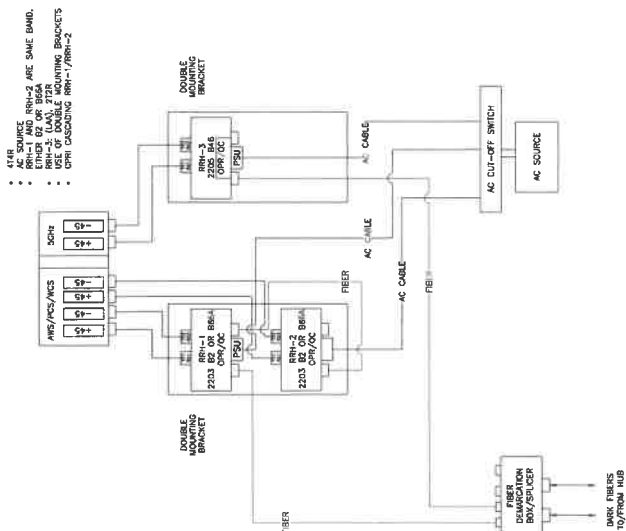 • 4T4R
• AC SOURCE
• RRH-1 AND RRH-2 ARE SAME BAND.
EITHER B2 OR B66A
• RRH-3: (LAA), 2T2R
• USE OF DOUBLE MOUNTING BRACKETS
• CPRI CASCADING RRH-1/RRH-2
AWS/PCS/WCS
+45
-45
+45
-45
5GHz
+45
-45
DOUBLE
MOUNTING
BRACKET
RRH-1
2203 B2 OR B66A
OPR/OC
PSU
RRH-2
2203 B2 OR B66A
OPR/OC
DOUBLE
MOUNTING
BRACKET
RRH-3
2205 B46
OPR/OC
PSU
FIBER
FIBER
FIBER
AC CABLE
AC CABLE
AC CABLE
AC CUT-OFF SWITCH
AC SOURCE
FIBER
DEMARCATION
BOX/SPLICER
DARK FIBERS
TO/FROM HUB